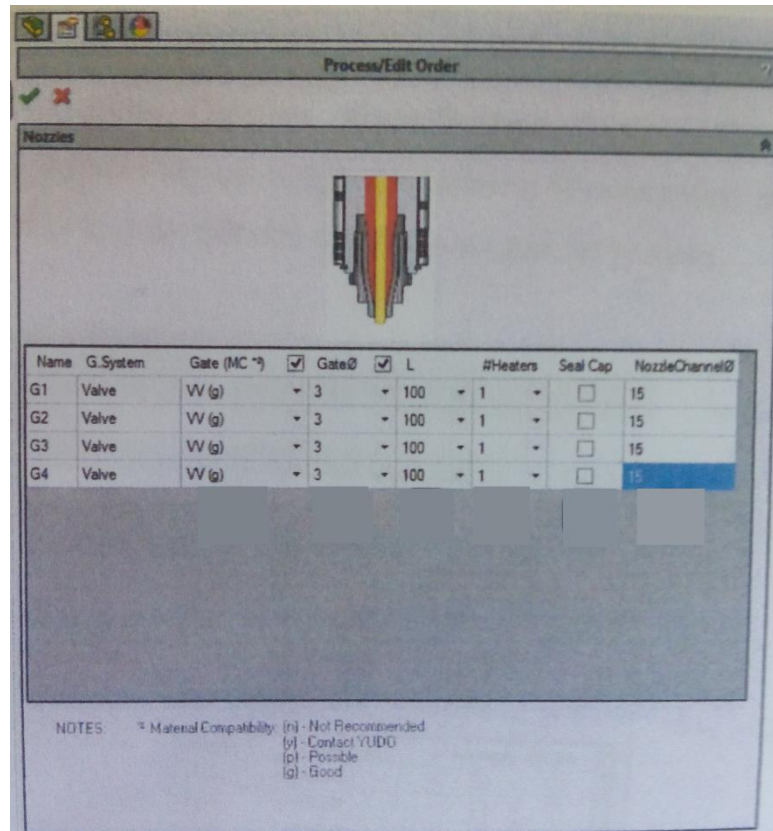 Process/Edit Order
Nozzles
Name G.System Gate (MC *²) GateØ L #Heaters Seal Cap NozzleChannelØ
G1 Valve VV (g) 3 100 1 15
G2 Valve VV (g) 3 100 1 15
G3 Valve VV (g) 3 100 1 15
G4 Valve VV (g) 3 100 1 15
NOTES: *² Material Compatibility: (n) - Not Recommended
(y) - Contact YUDO
(p) - Possible
(g) - Good